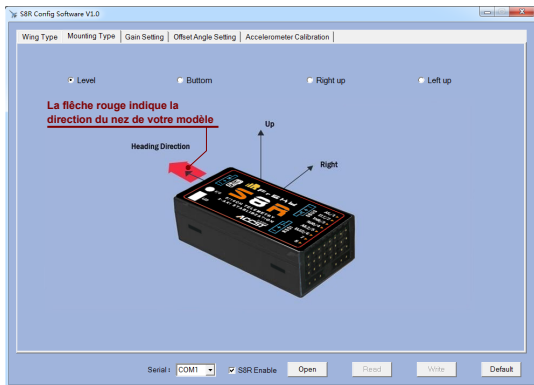 S8R Config Software V1.0
Wing Type Mounting Type Gain Setting Offset Angle Setting Accelerometer Calibration
Level Buttom Right up Left up
La flêche rouge indique la
direction du nez de votre modèle
Up
Heading Direction
Right
FrSKY
S8R
ACCST
Serial: COM1 S8R Enable Open Read Write Default